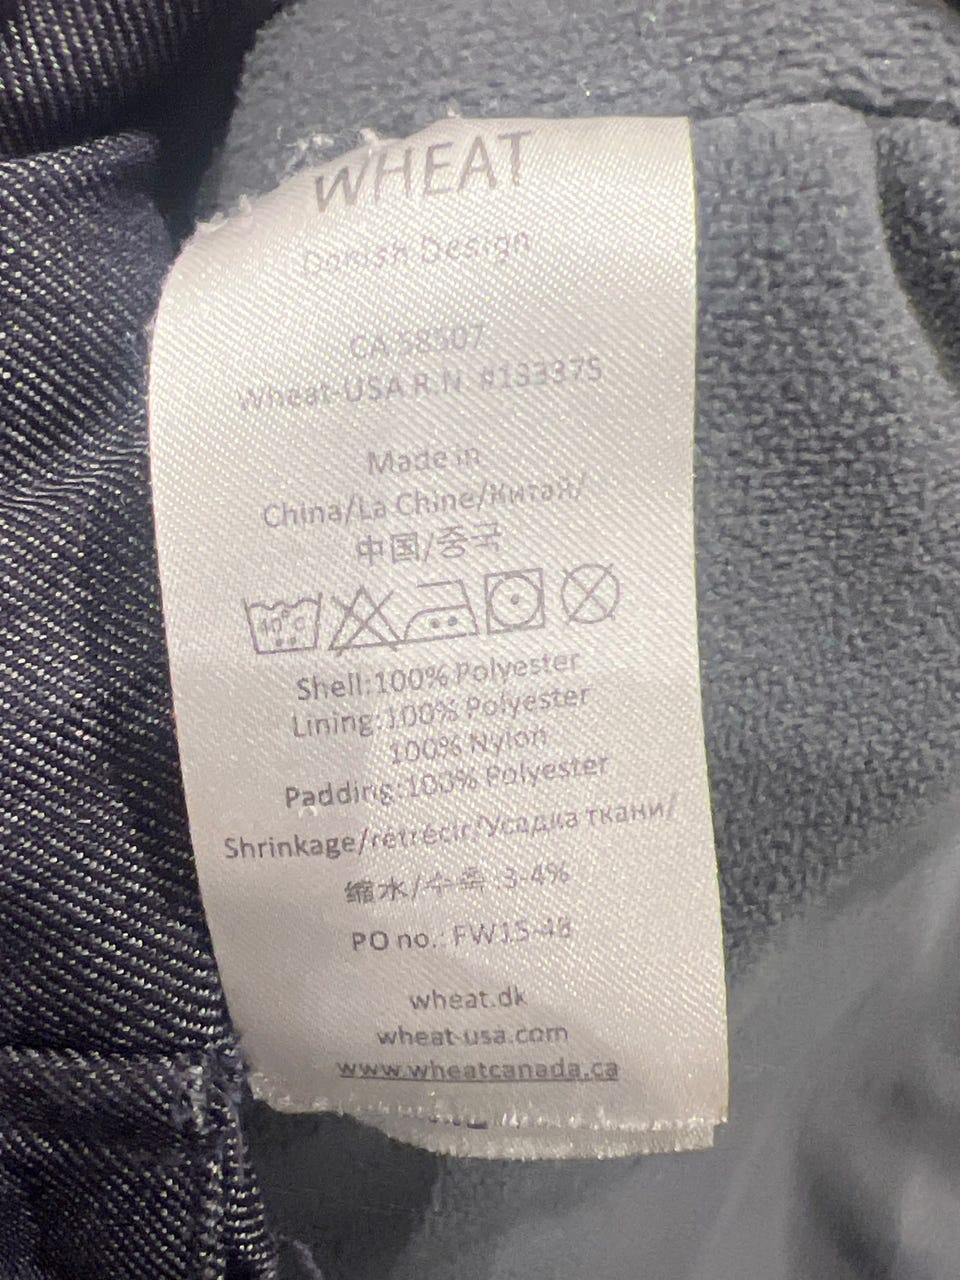 WHEAT
Danish Design
CA 58507
Wheat-USA R.N. #133375
Made in
China/La Chine/Китай/
中国/중국
40°C
Shell:100% Polyester
Lining:100% Polyester
100% Nylon
Padding:100% Polyester
Shrinkage/rétrécir/Усадка ткани/
缩水/수축:3-4%
PO no.: FW15-48
wheat.dk
wheat-usa.com
www.wheatcanada.ca